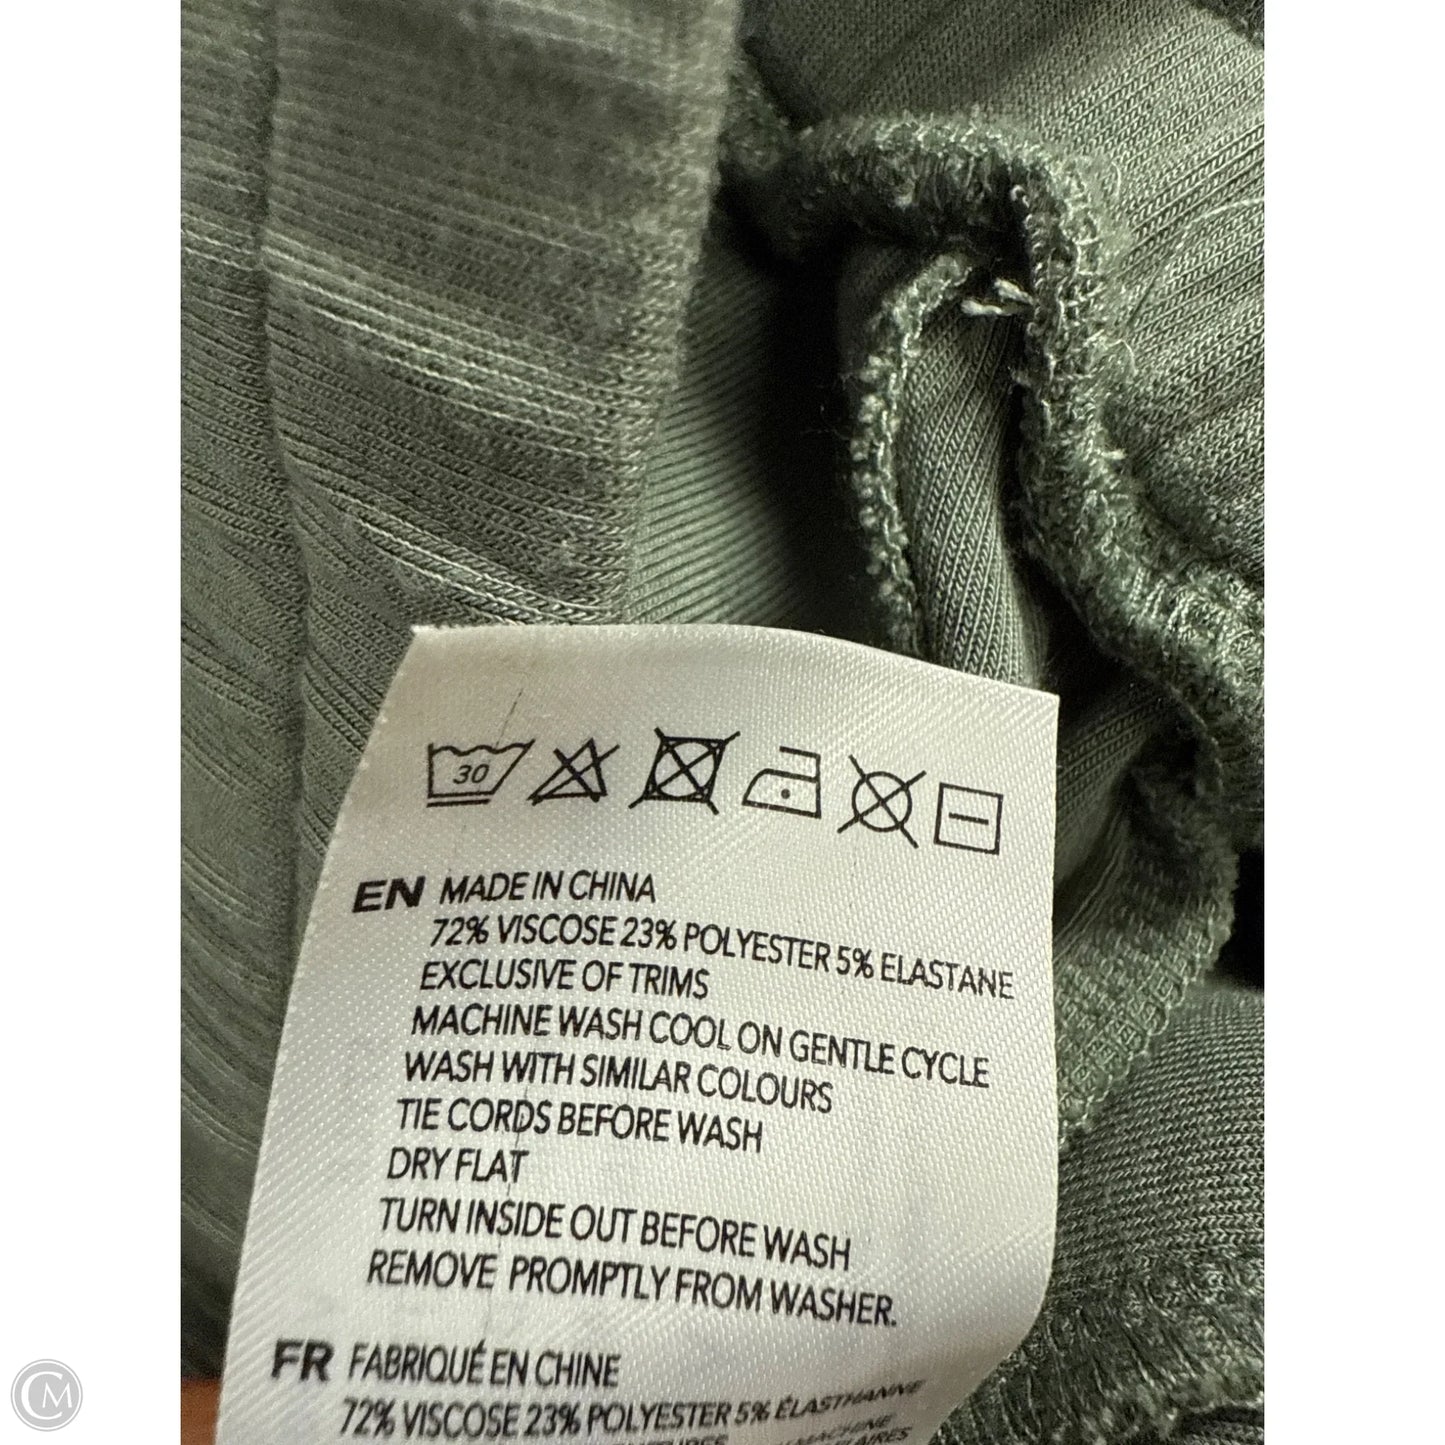 30
EN MADE IN CHINA
72% VISCOSE 23% POLYESTER 5% ELASTANE
EXCLUSIVE OF TRIMS
MACHINE WASH COOL ON GENTLE CYCLE
WASH WITH SIMILAR COLOURS
TIE CORDS BEFORE WASH
DRY FLAT
TURN INSIDE OUT BEFORE WASH
REMOVE PROMPTLY FROM WASHER.
FR FABRIQUÉ EN CHINE
72% VISCOSE 23% POLYESTER 5% ÉLASTHANNE
MACHINE
CM